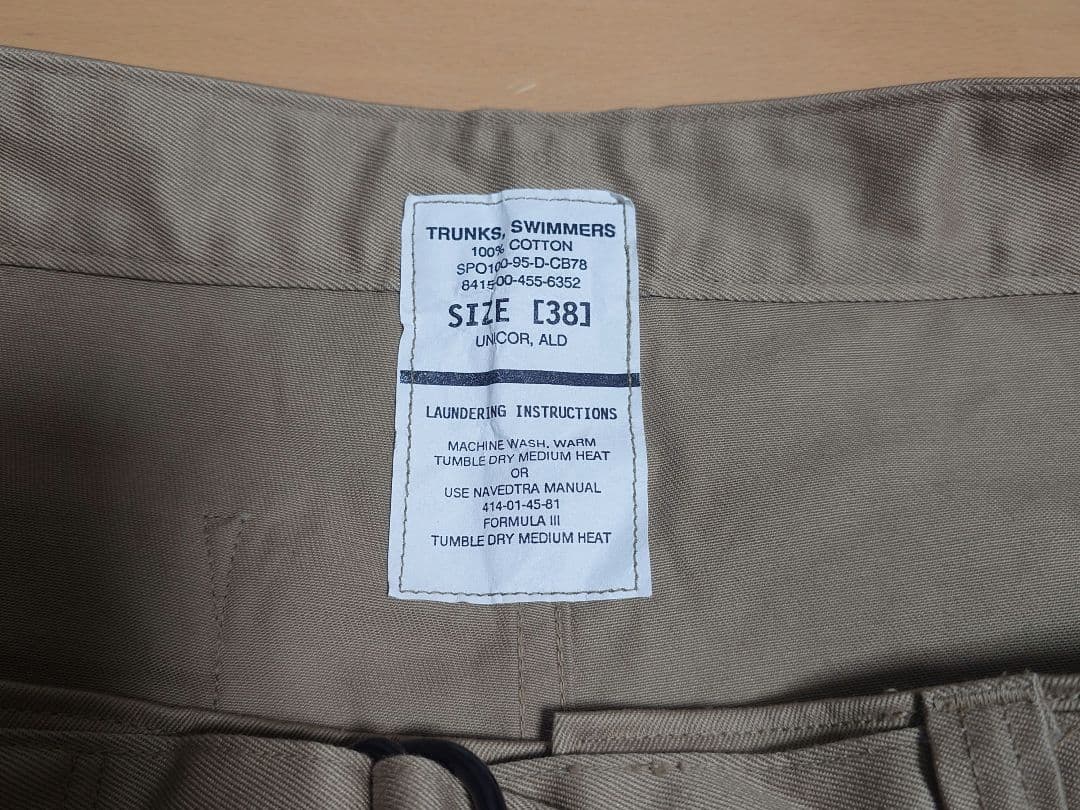 TRUNKS, SWIMMERS
100% COTTON
SPO100-95-D-CB78
8415-00-455-6352
SIZE [38]
UNICOR, ALD
LAUNDERING INSTRUCTIONS
MACHINE WASH, WARM
TUMBLE DRY MEDIUM HEAT
OR
USE NAVEDTRA MANUAL
414-01-45-81
FORMULA III
TUMBLE DRY MEDIUM HEAT